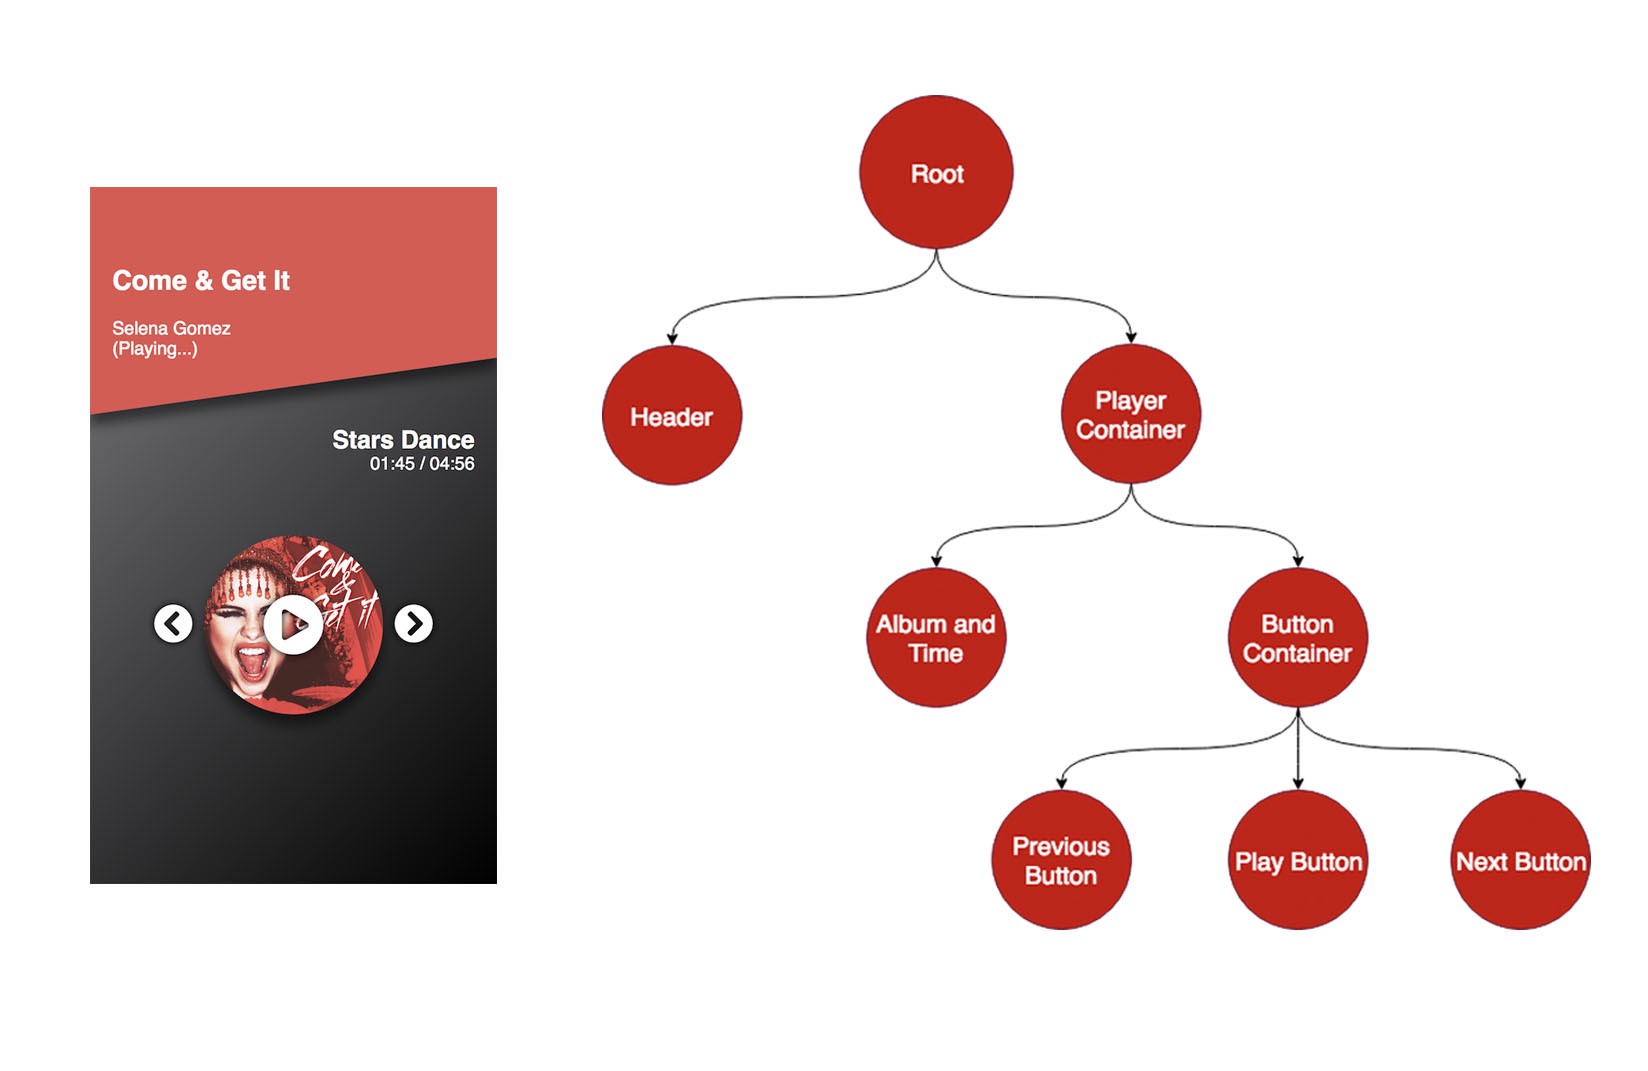 Come & Get It
Selena Gomez
(Playing...)
Stars Dance
01:45 / 04:56
Come
&
Get it
Root
Header
Player
Container
Album and
Time
Button
Container
Previous
Button
Play Button
Next Button